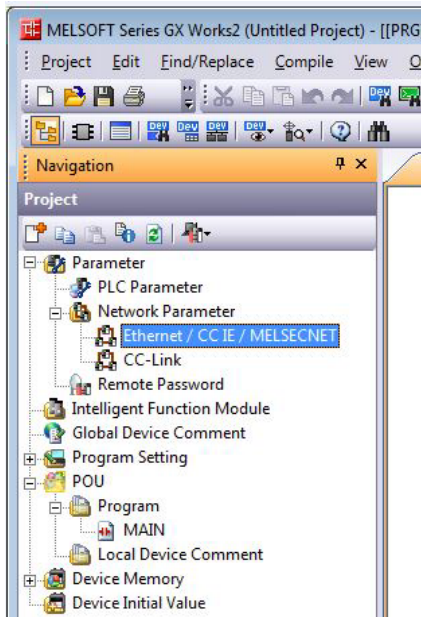 MELSOFT Series GX Works2 (Untitled Project) - [[PRG
Project Edit Find/Replace Compile View O
Navigation
Project
Parameter
PLC Parameter
Network Parameter
Ethernet / CC IE / MELSECNET
CC-Link
Remote Password
Intelligent Function Module
Global Device Comment
Program Setting
POU
Program
MAIN
Local Device Comment
Device Memory
Device Initial Value